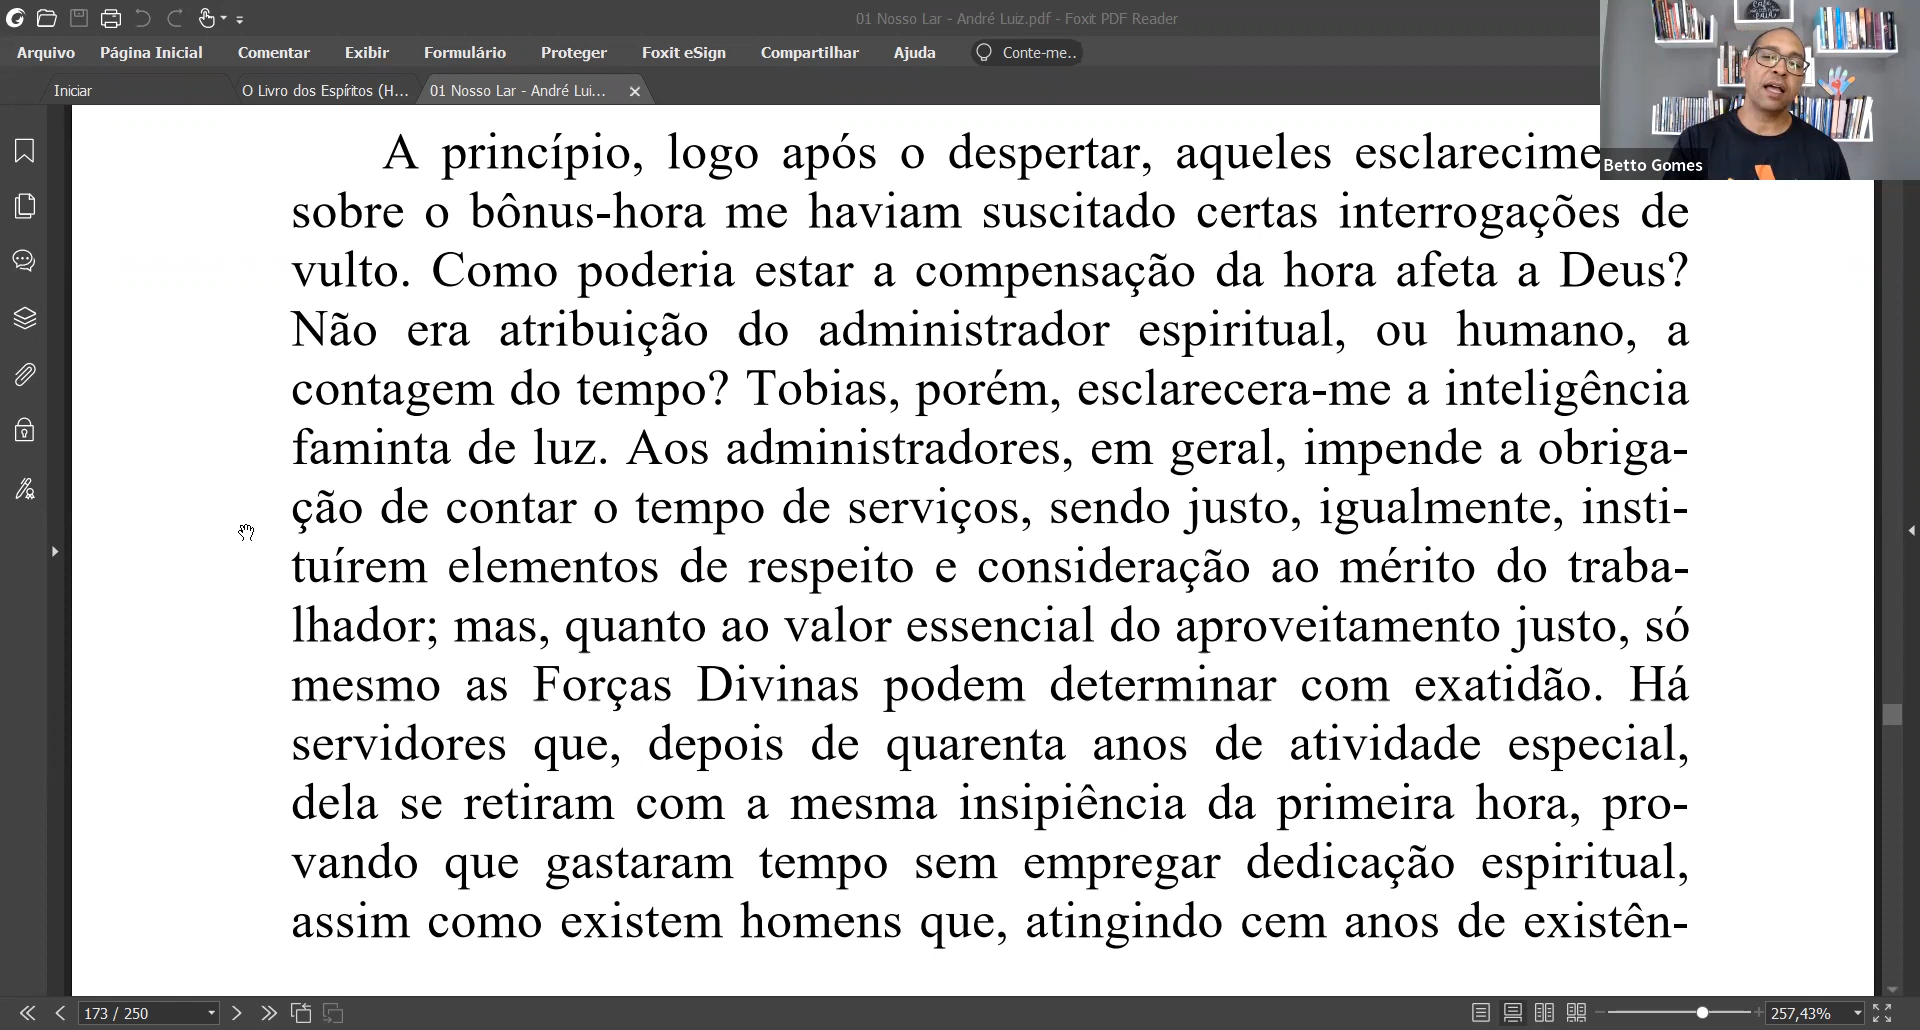 01 Nosso Lar - André Luiz.pdf - Foxit PDF Reader
Arquivo Página Inicial Comentar Exibir Formulário Proteger Foxit eSign Compartilhar Ajuda Conte-me..
Iniciar O Livro dos Espíritos (H... 01 Nosso Lar - André Lui...
A princípio, logo após o despertar, aqueles esclarecime
Betto Gomes
sobre o bônus-hora me haviam suscitado certas interrogações de
vulto. Como poderia estar a compensação da hora afeta a Deus?
Não era atribuição do administrador espiritual, ou humano, a
contagem do tempo? Tobias, porém, esclarecera-me a inteligência
faminta de luz. Aos administradores, em geral, impende a obriga-
ção de contar o tempo de serviços, sendo justo, igualmente, insti-
tuírem elementos de respeito e consideração ao mérito do traba-
lhador; mas, quanto ao valor essencial do aproveitamento justo, só
mesmo as Forças Divinas podem determinar com exatidão. Há
servidores que, depois de quarenta anos de atividade especial,
dela se retiram com a mesma insipiência da primeira hora, pro-
vando que gastaram tempo sem empregar dedicação espiritual,
assim como existem homens que, atingindo cem anos de existên-
173 / 250 257,43%